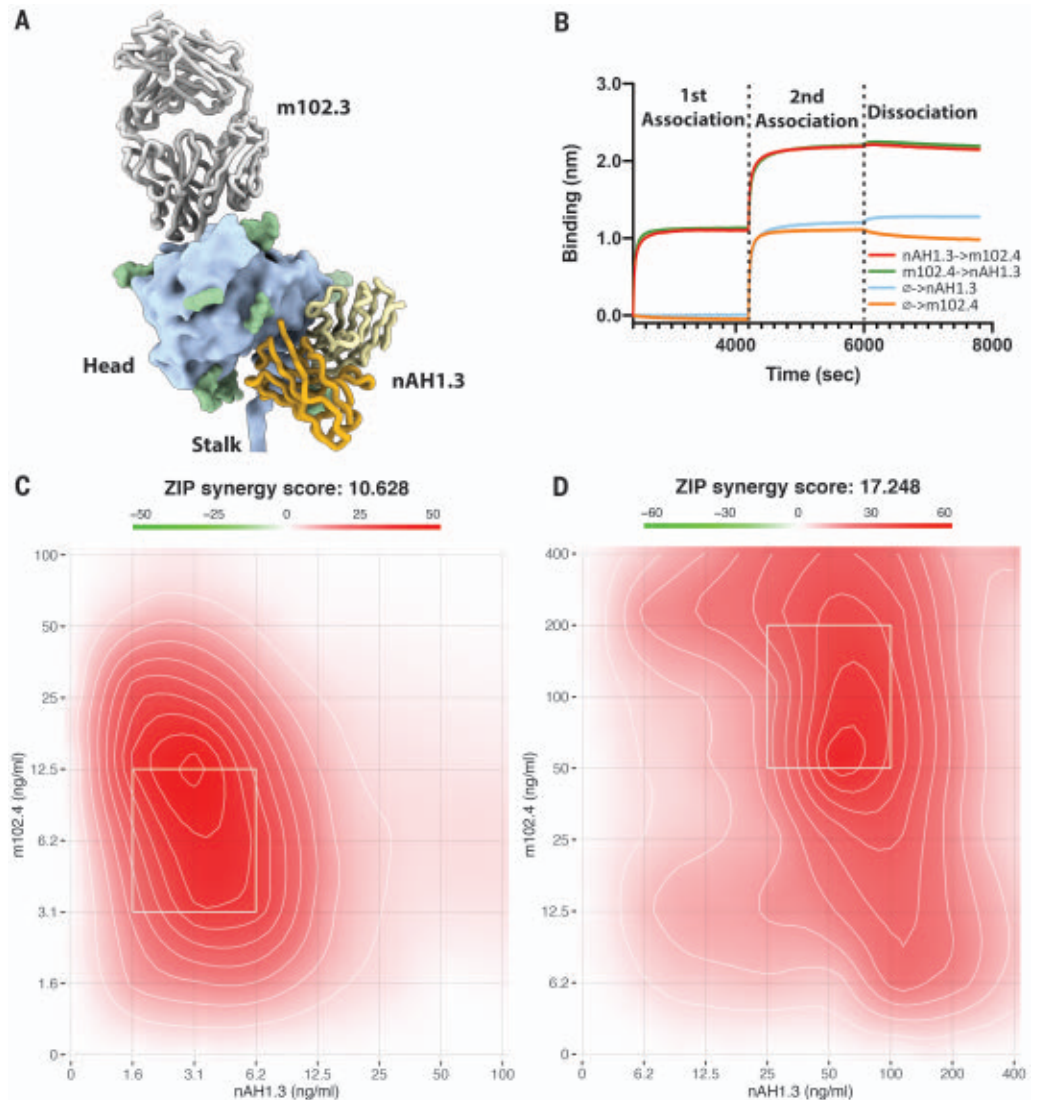 A
m102.3
Head
nAH1.3
Stalk
B
3.0
2.0
1.0
0.0
Binding (nm)
1st
Association
2nd
Association
Dissociation
nAH1.3->m102.4
m102.4->nAH1.3
ø->nAH1.3
ø->m102.4
4000 6000 8000
Time (sec)
C
ZIP synergy score: 10.628
−50 −25 0 25 50
100
50
25
12.5
6.2
3.1
1.6
0
m102.4 (ng/ml)
0 1.6 3.1 6.2 12.5 25 50 100
nAH1.3 (ng/ml)
D
ZIP synergy score: 17.248
−60 −30 0 30 60
400
200
100
50
25
12.5
6.2
0
m102.4 (ng/ml)
0 6.2 12.5 25 50 100 200 400
nAH1.3 (ng/ml)